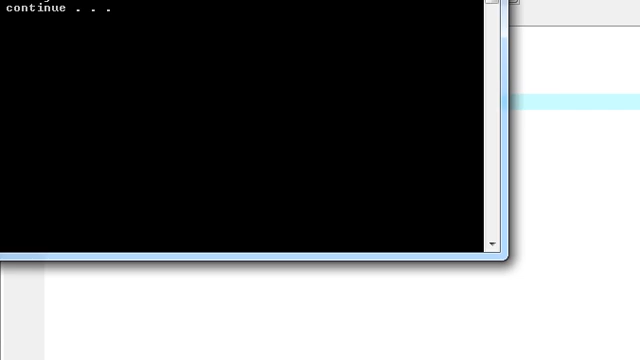 continue . . .